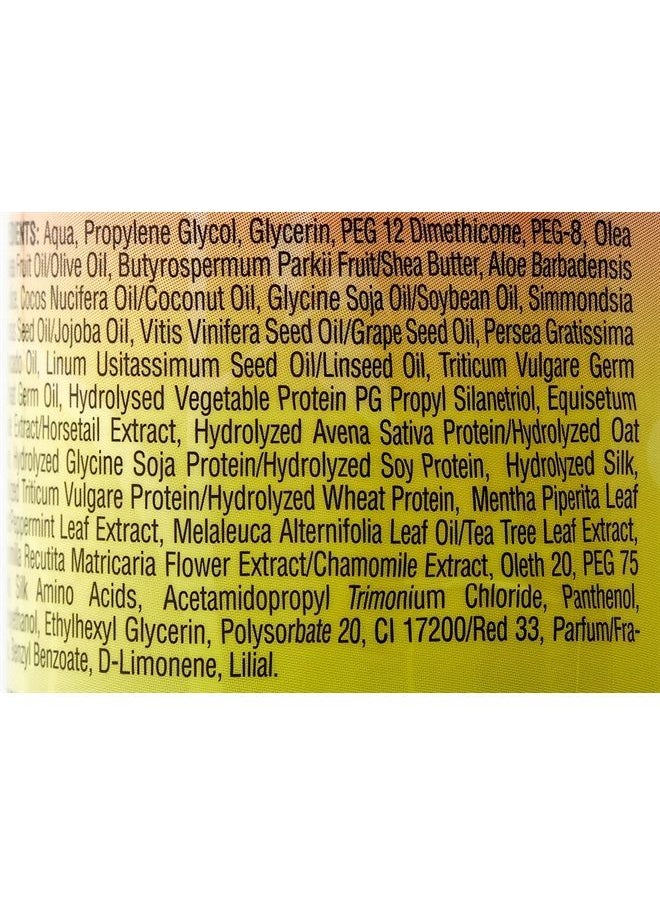 Aqua, Propylene Glycol, Glycerin, PEG 12 Dimethicone, PEG-8, Olea
Fruit Oil/Olive Oil, Butyrospermum Parkii Fruit/Shea Butter, Aloe Barbadensis
Cocos Nucifera Oil/Coconut Oil, Glycine Soja Oil/Soybean Oil, Simmondsia
Seed Oil/Jojoba Oil, Vitis Vinifera Seed Oil/Grape Seed Oil, Persea Gratissima
Oil, Linum Usitassimum Seed Oil/Linseed Oil, Triticum Vulgare Germ
Germ Oil, Hydrolysed Vegetable Protein PG Propyl Silanetriol, Equisetum
Extract/Horsetail Extract, Hydrolyzed Avena Sativa Protein/Hydrolyzed Oat
Hydrolyzed Glycine Soja Protein/Hydrolyzed Soy Protein, Hydrolyzed Silk,
Triticum Vulgare Protein/Hydrolyzed Wheat Protein, Mentha Piperita Leaf
Peppermint Leaf Extract, Melaleuca Alternifolia Leaf Oil/Tea Tree Leaf Extract,
Recutita Matricaria Flower Extract/Chamomile Extract, Oleth 20, PEG 75
Silk Amino Acids, Acetamidopropyl Trimonium Chloride, Panthenol,
Ethylhexyl Glycerin, Polysorbate 20, CI 17200/Red 33, Parfum/Fra-
Benzyl Benzoate, D-Limonene, Lilial.